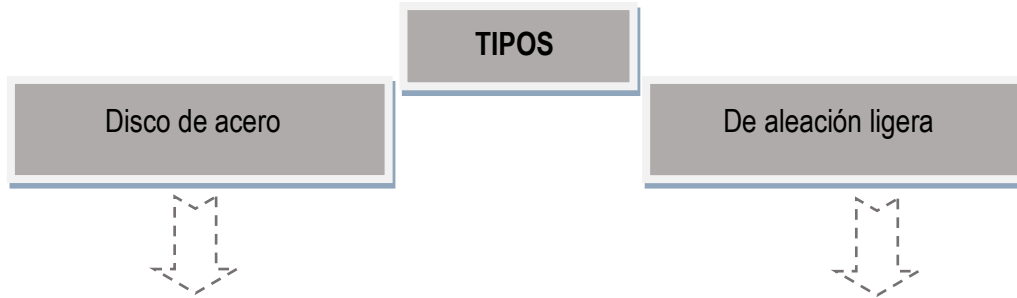 TIPOS
Disco de acero
De aleación ligera